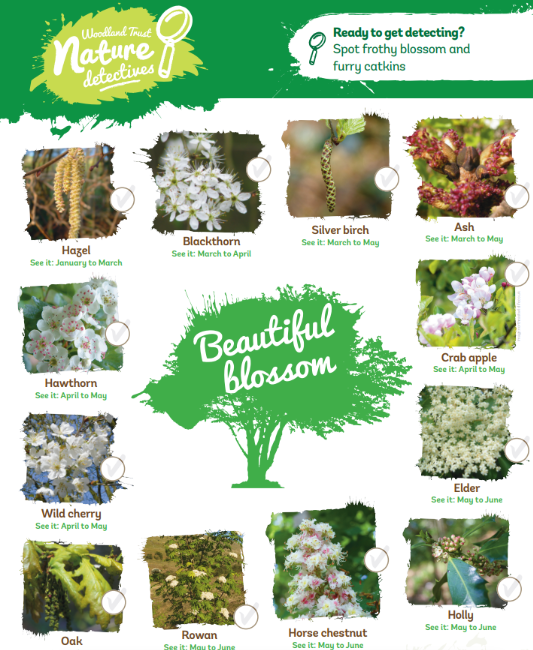 Woodland Trust
Nature
detectives
Ready to get detecting?
Spot frothy blossom and
furry catkins
Hazel
See it: January to March
Blackthorn
See it: March to April
Silver birch
See it: March to May
Ash
See it: March to May
Hawthorn
See it: April to May
Beautiful
blossom
Crab apple
See it: April to May
Wild cherry
See it: April to May
Elder
See it: May to June
Oak
Rowan
See it: May to June
Horse chestnut
See it: May to June
Holly
See it: May to June